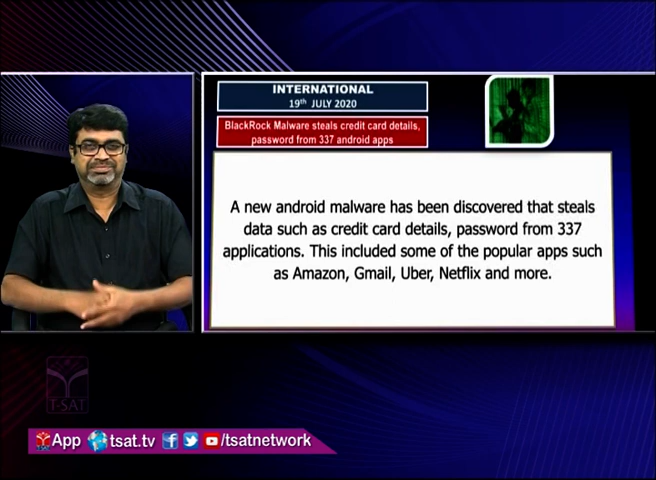 INTERNATIONAL
19th JULY 2020
BlackRock Malware steals credit card details,
password from 337 android apps
A new android malware has been discovered that steals
data such as credit card details, password from 337
applications. This included some of the popular apps such
as Amazon, Gmail, Uber, Netflix and more.
T-SAT
App tsat.tv /tsatnetwork